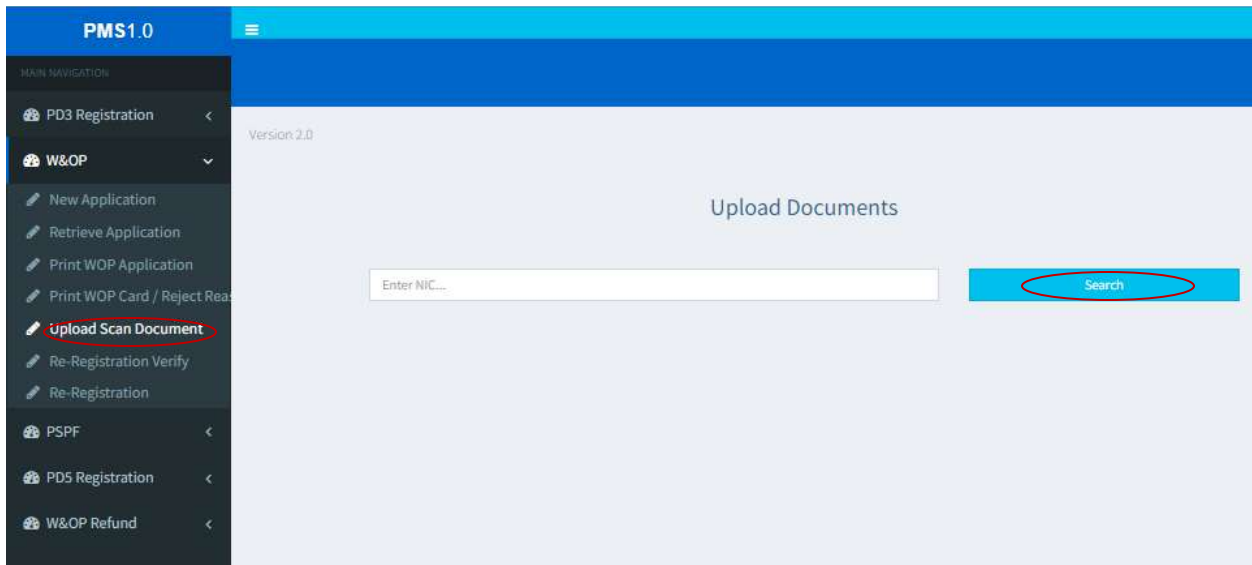 PMS1.0
MAIN NAVIGATION
PD3 Registration
W&OP
New Application
Retrieve Application
Print WOP Application
Print WOP Card / Reject Reas
Upload Scan Document
Re-Registration Verify
Re-Registration
PSPF
PD5 Registration
W&OP Refund
Version 2.0
Upload Documents
Enter NIC....
Search